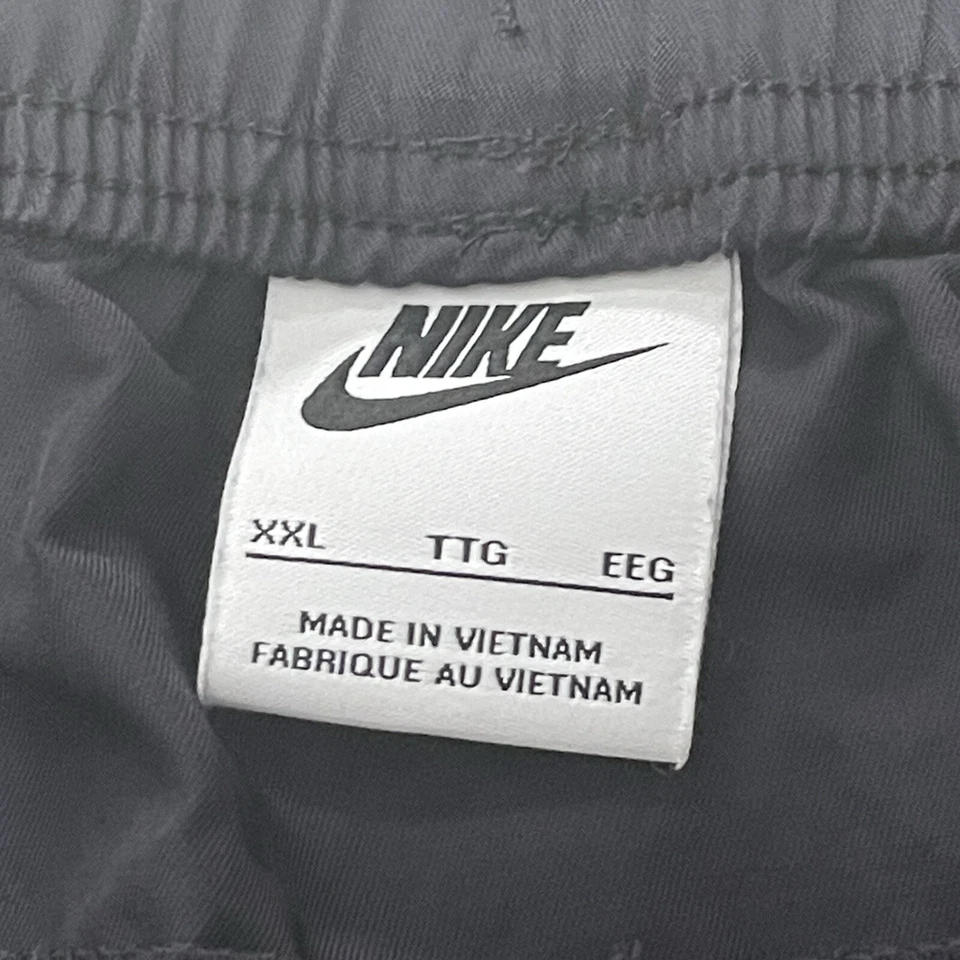 NIKE
XXL TTG EEG
MADE IN VIETNAM
FABRIQUE AU VIETNAM